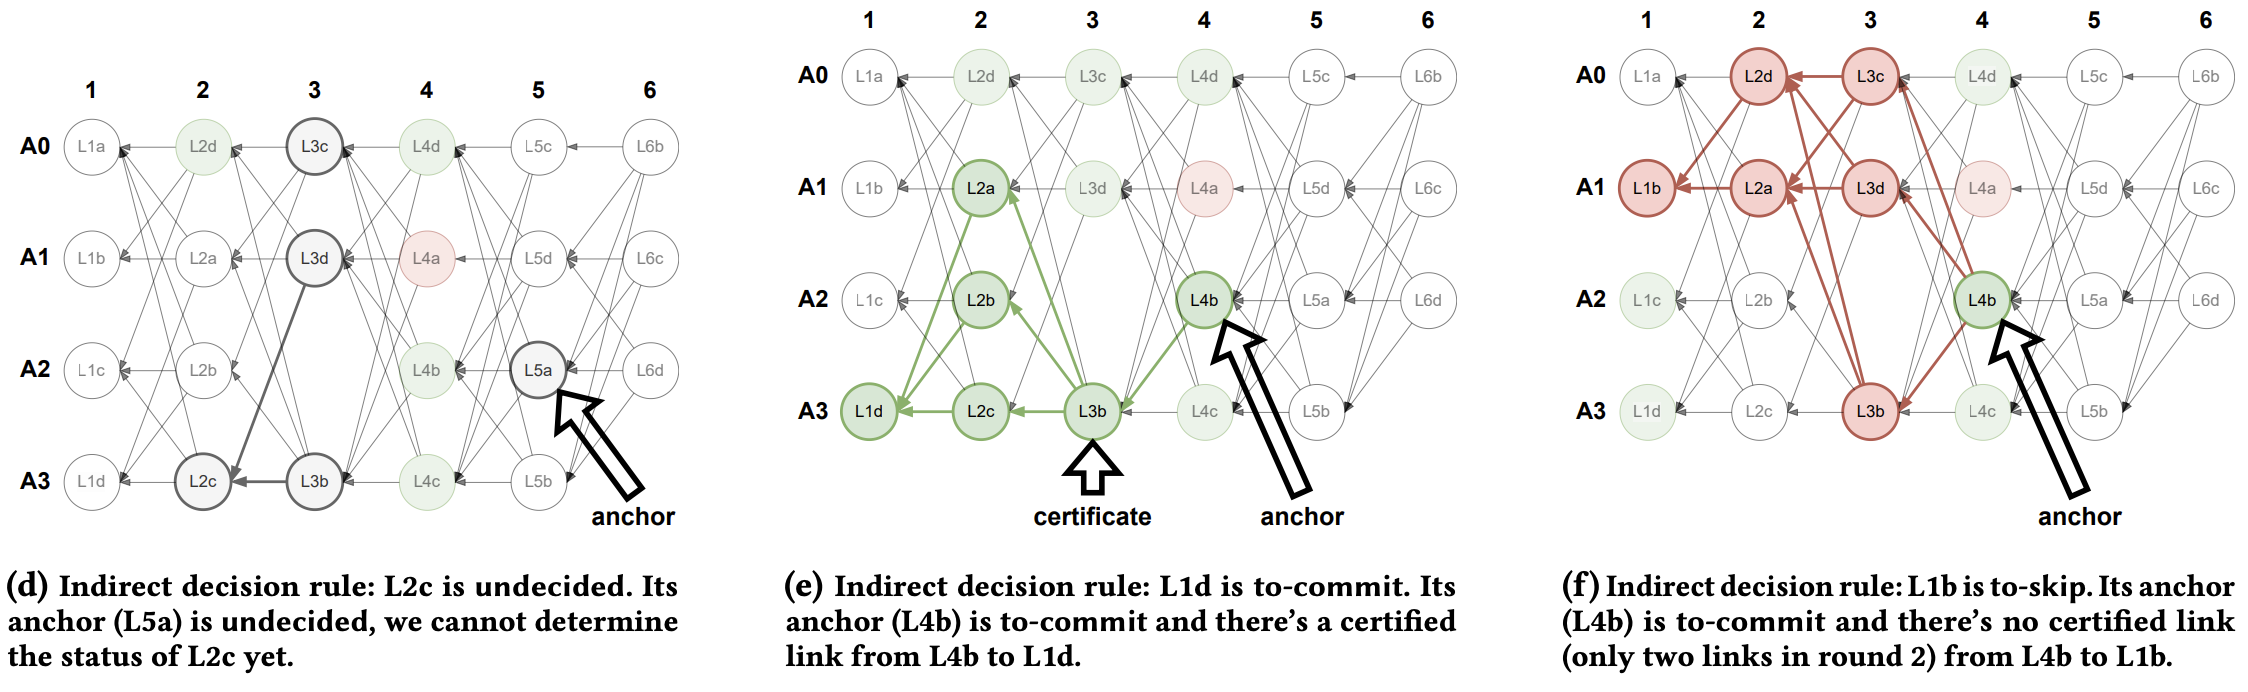 1 2 3 4 5 6
A0 L1a L2d L3c L4d L5c L6b
A1 L1b L2a L3d L4a L5d L6c
A2 L1c L2b L4b L5a L6d
A3 L1d L2c L3b L4c L5b
anchor
(d) Indirect decision rule: L2c is undecided. Its
anchor (L5a) is undecided, we cannot determine
the status of L2c yet.
1 2 3 4 5 6
A0 L1a L2d L3c L4d L5c L6b
A1 L1b L2a L3d L4a L5d L6c
A2 L1c L2b L4b L5a L6d
A3 L1d L2c L3b L4c L5b
certificate anchor
(e) Indirect decision rule: L1d is to-commit. Its
anchor (L4b) is to-commit and there's a certified
link from L4b to L1d.
1 2 3 4 5 6
A0 L1a L2d L3c L4d L5c L6b
A1 L1b L2a L3d L4a L5d L6c
A2 L1c L2b L4b L5a L6d
A3 L1d L2c L3b L4c L5b
anchor
(f) Indirect decision rule: L1b is to-skip. Its anchor
(L4b) is to-commit and there's no certified link
(only two links in round 2) from L4b to L1b.